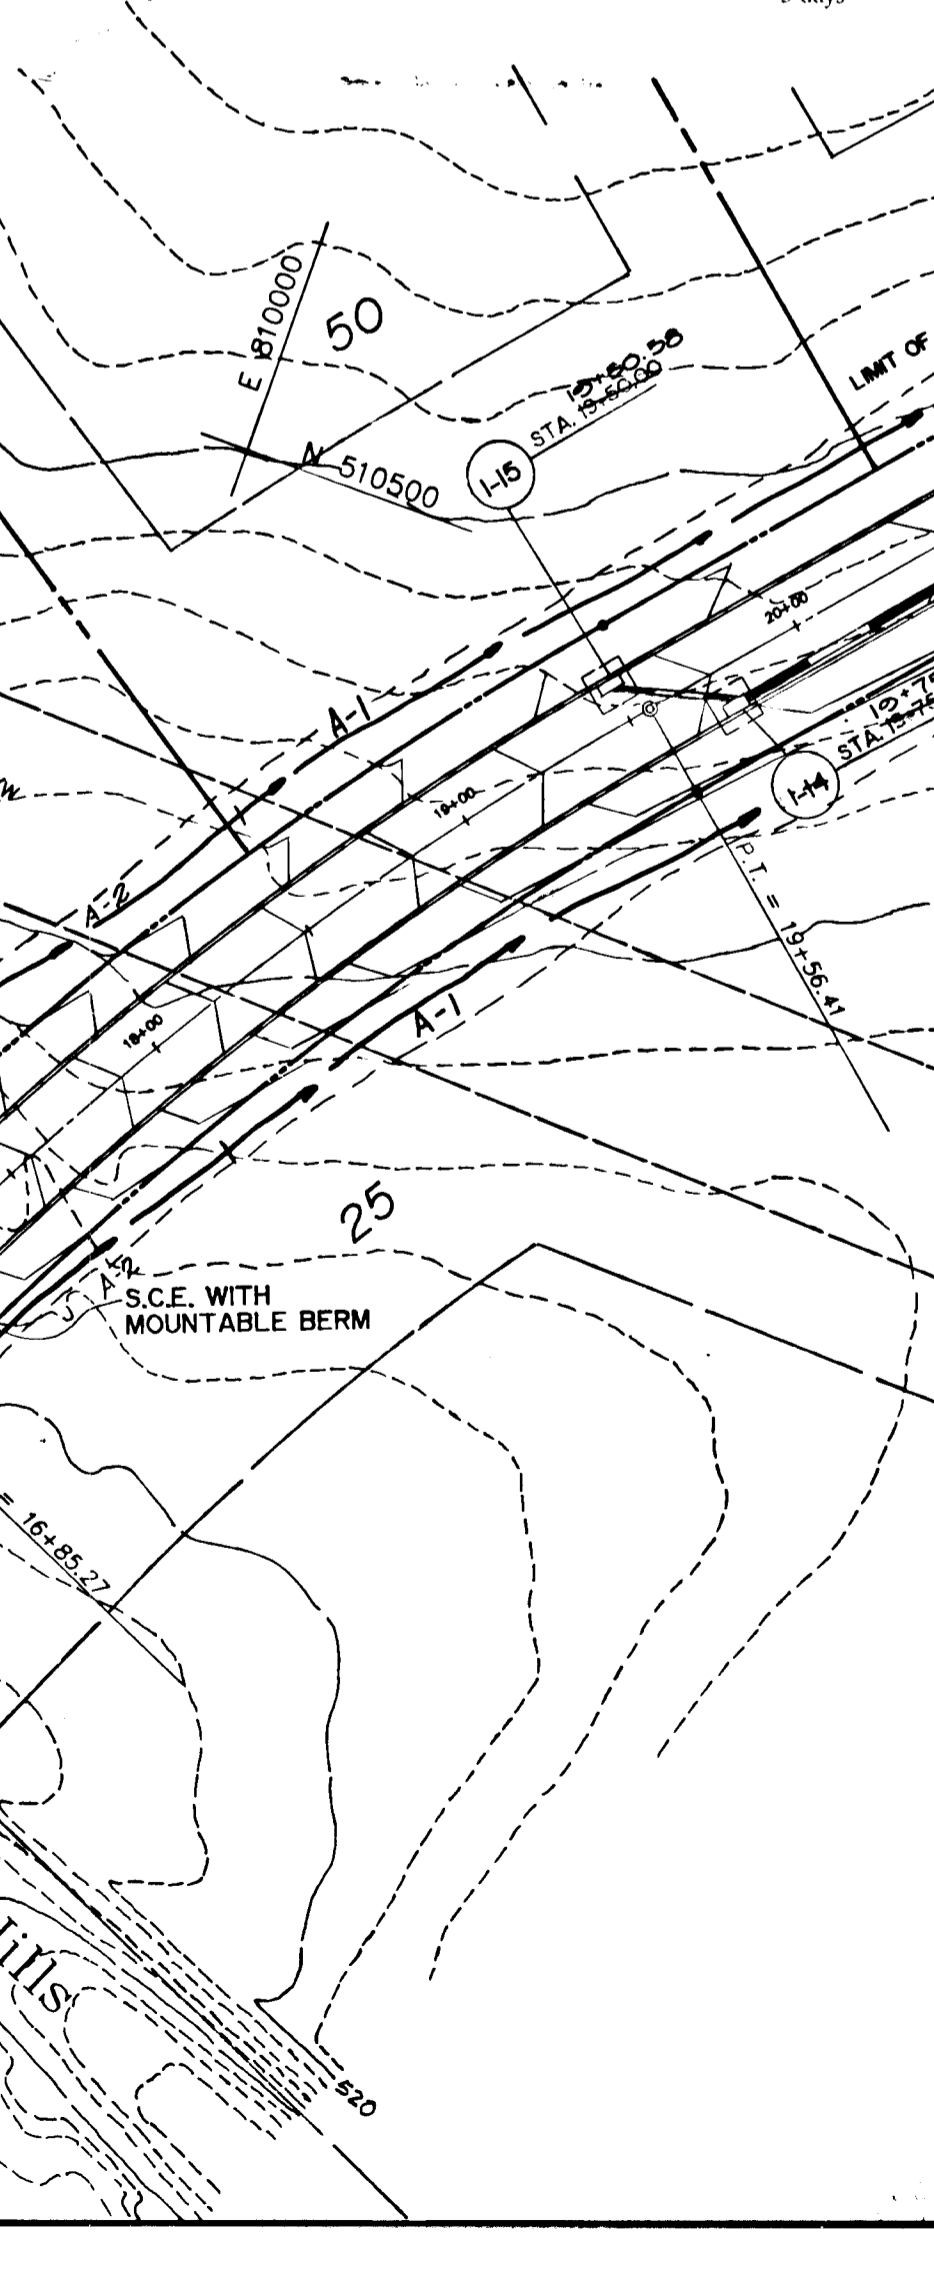 E 810000
50
19+50.58
STA. 19+50.00
LIMIT OF
N 510500
1-15
20+00
A-1
19+75
STA. 19+75
1-14
19+00
P.T. = 19+56.41
A-2
A-1
18+00
25
A-2
S.C.E. WITH
MOUNTABLE BERM
= 16+85.27
520